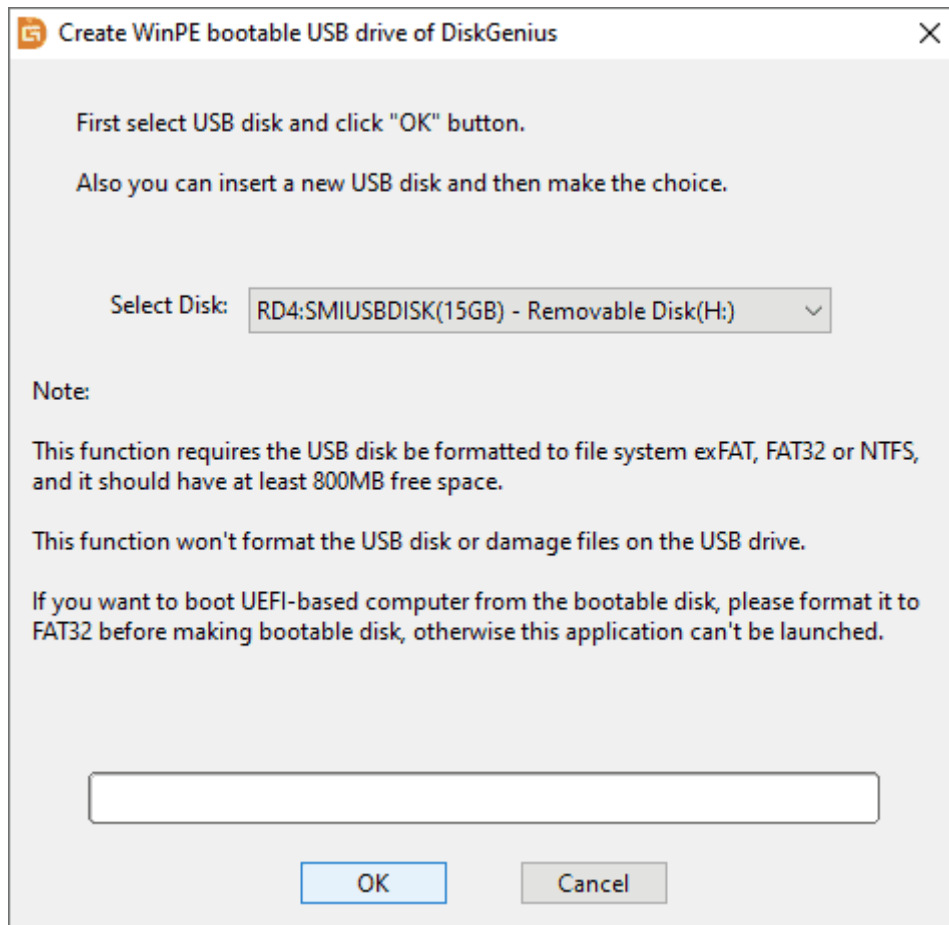 Create WinPE bootable USB drive of DiskGenius
First select USB disk and click "OK" button.
Also you can insert a new USB disk and then make the choice.
Select Disk: RD4:SMIUSBDISK(15GB) - Removable Disk(H:)
Note:
This function requires the USB disk be formatted to file system exFAT, FAT32 or NTFS,
and it should have at least 800MB free space.
This function won't format the USB disk or damage files on the USB drive.
If you want to boot UEFI-based computer from the bootable disk, please format it to
FAT32 before making bootable disk, otherwise this application can't be launched.
OK Cancel